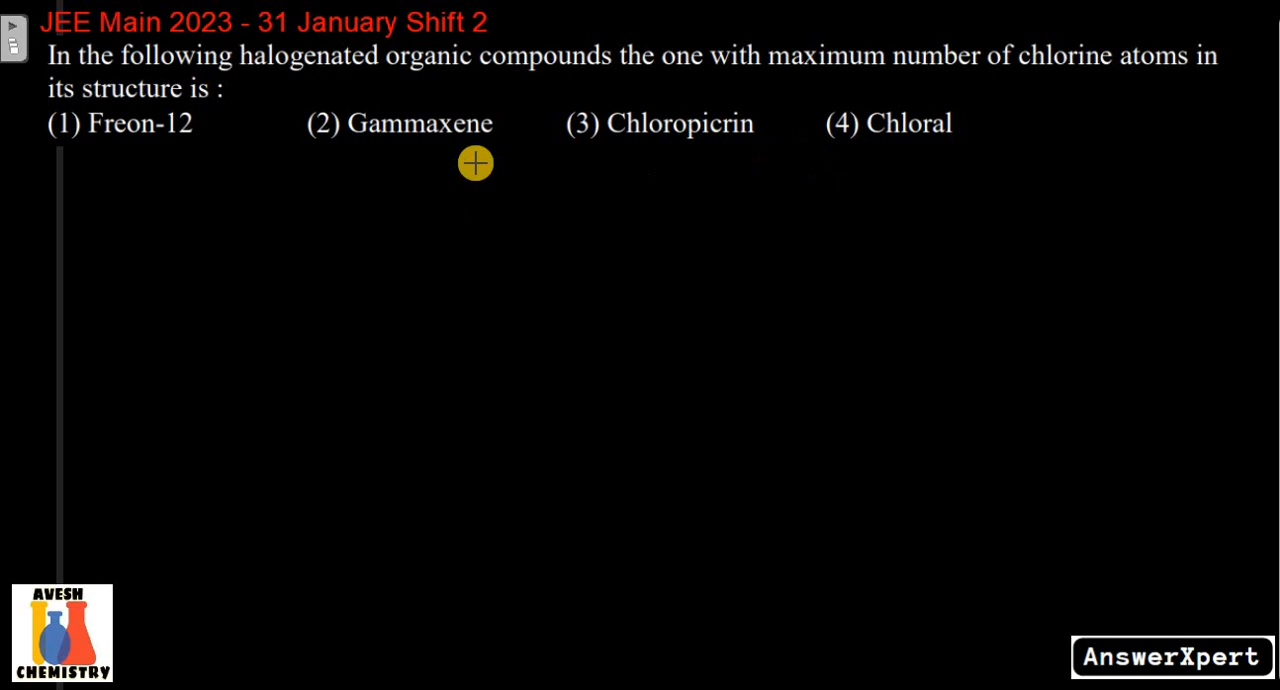 JEE Main 2023 - 31 January Shift 2
In the following halogenated organic compounds the one with maximum number of chlorine atoms in
its structure is :
(1) Freon-12 (2) Gammaxene (3) Chloropicrin (4) Chloral
AVESH
CHEMISTRY
AnswerXpert